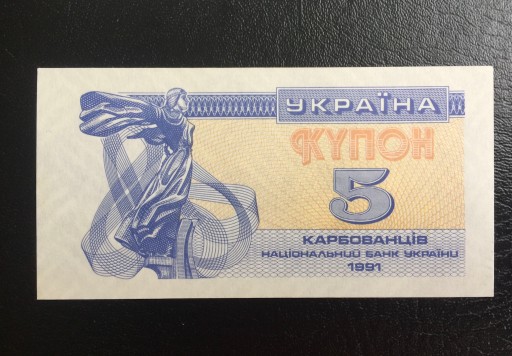 УКРАЇНА
КУПОН
5
КАРБОВАНЦІВ
НАЦІОНАЛЬНИЙ БАНК УКРАЇНИ
1991